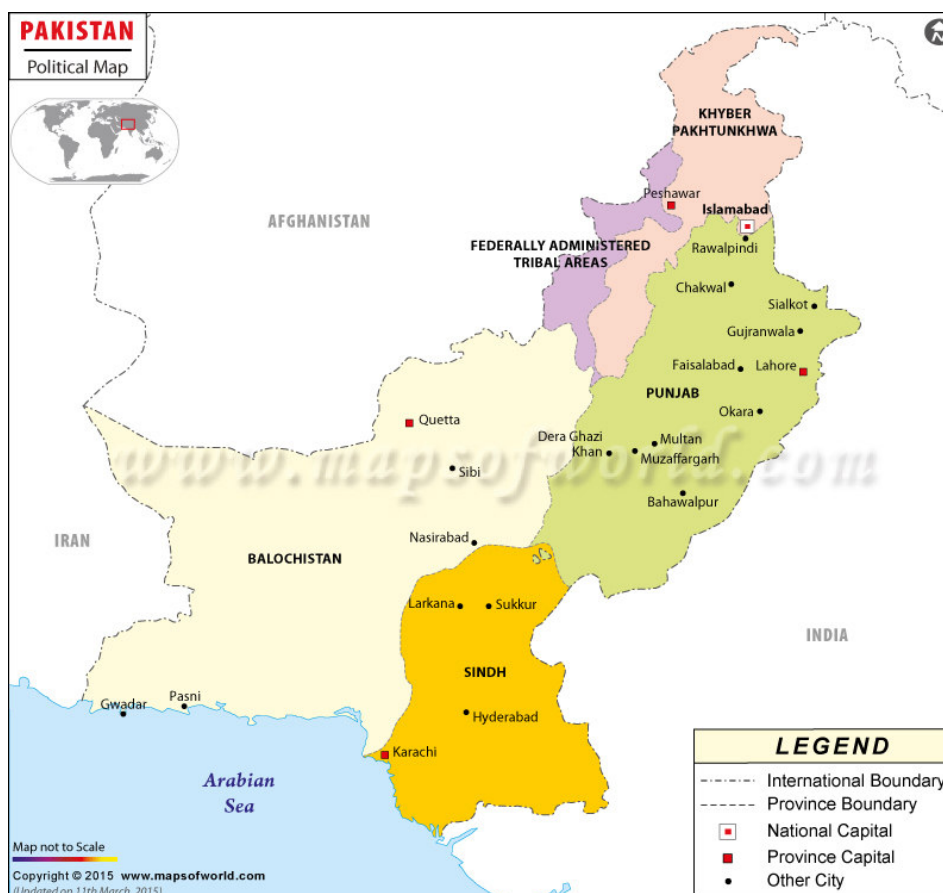 PAKISTAN
Political Map
N
KHYBER
PAKHTUNKHWA
Peshawar
AFGHANISTAN
Islamabad
FEDERALLY ADMINISTERED
TRIBAL AREAS
Rawalpindi
Chakwal
Sialkot
Gujranwala
Faisalabad
Lahore
PUNJAB
Okara
Quetta
Dera Ghazi
Khan
Multan
Muzaffargarh
www.mapsofworld.com
Sibi
Bahawalpur
IRAN
Nasirabad
BALOCHISTAN
Larkana
Sukkur
INDIA
SINDH
Gwadar
Pasni
Hyderabad
Karachi
Arabian
Sea
LEGEND
International Boundary
Province Boundary
National Capital
Province Capital
Other City
Map not to Scale
Copyright © 2015 www.mapsofworld.com
(Updated on 11th March, 2015)